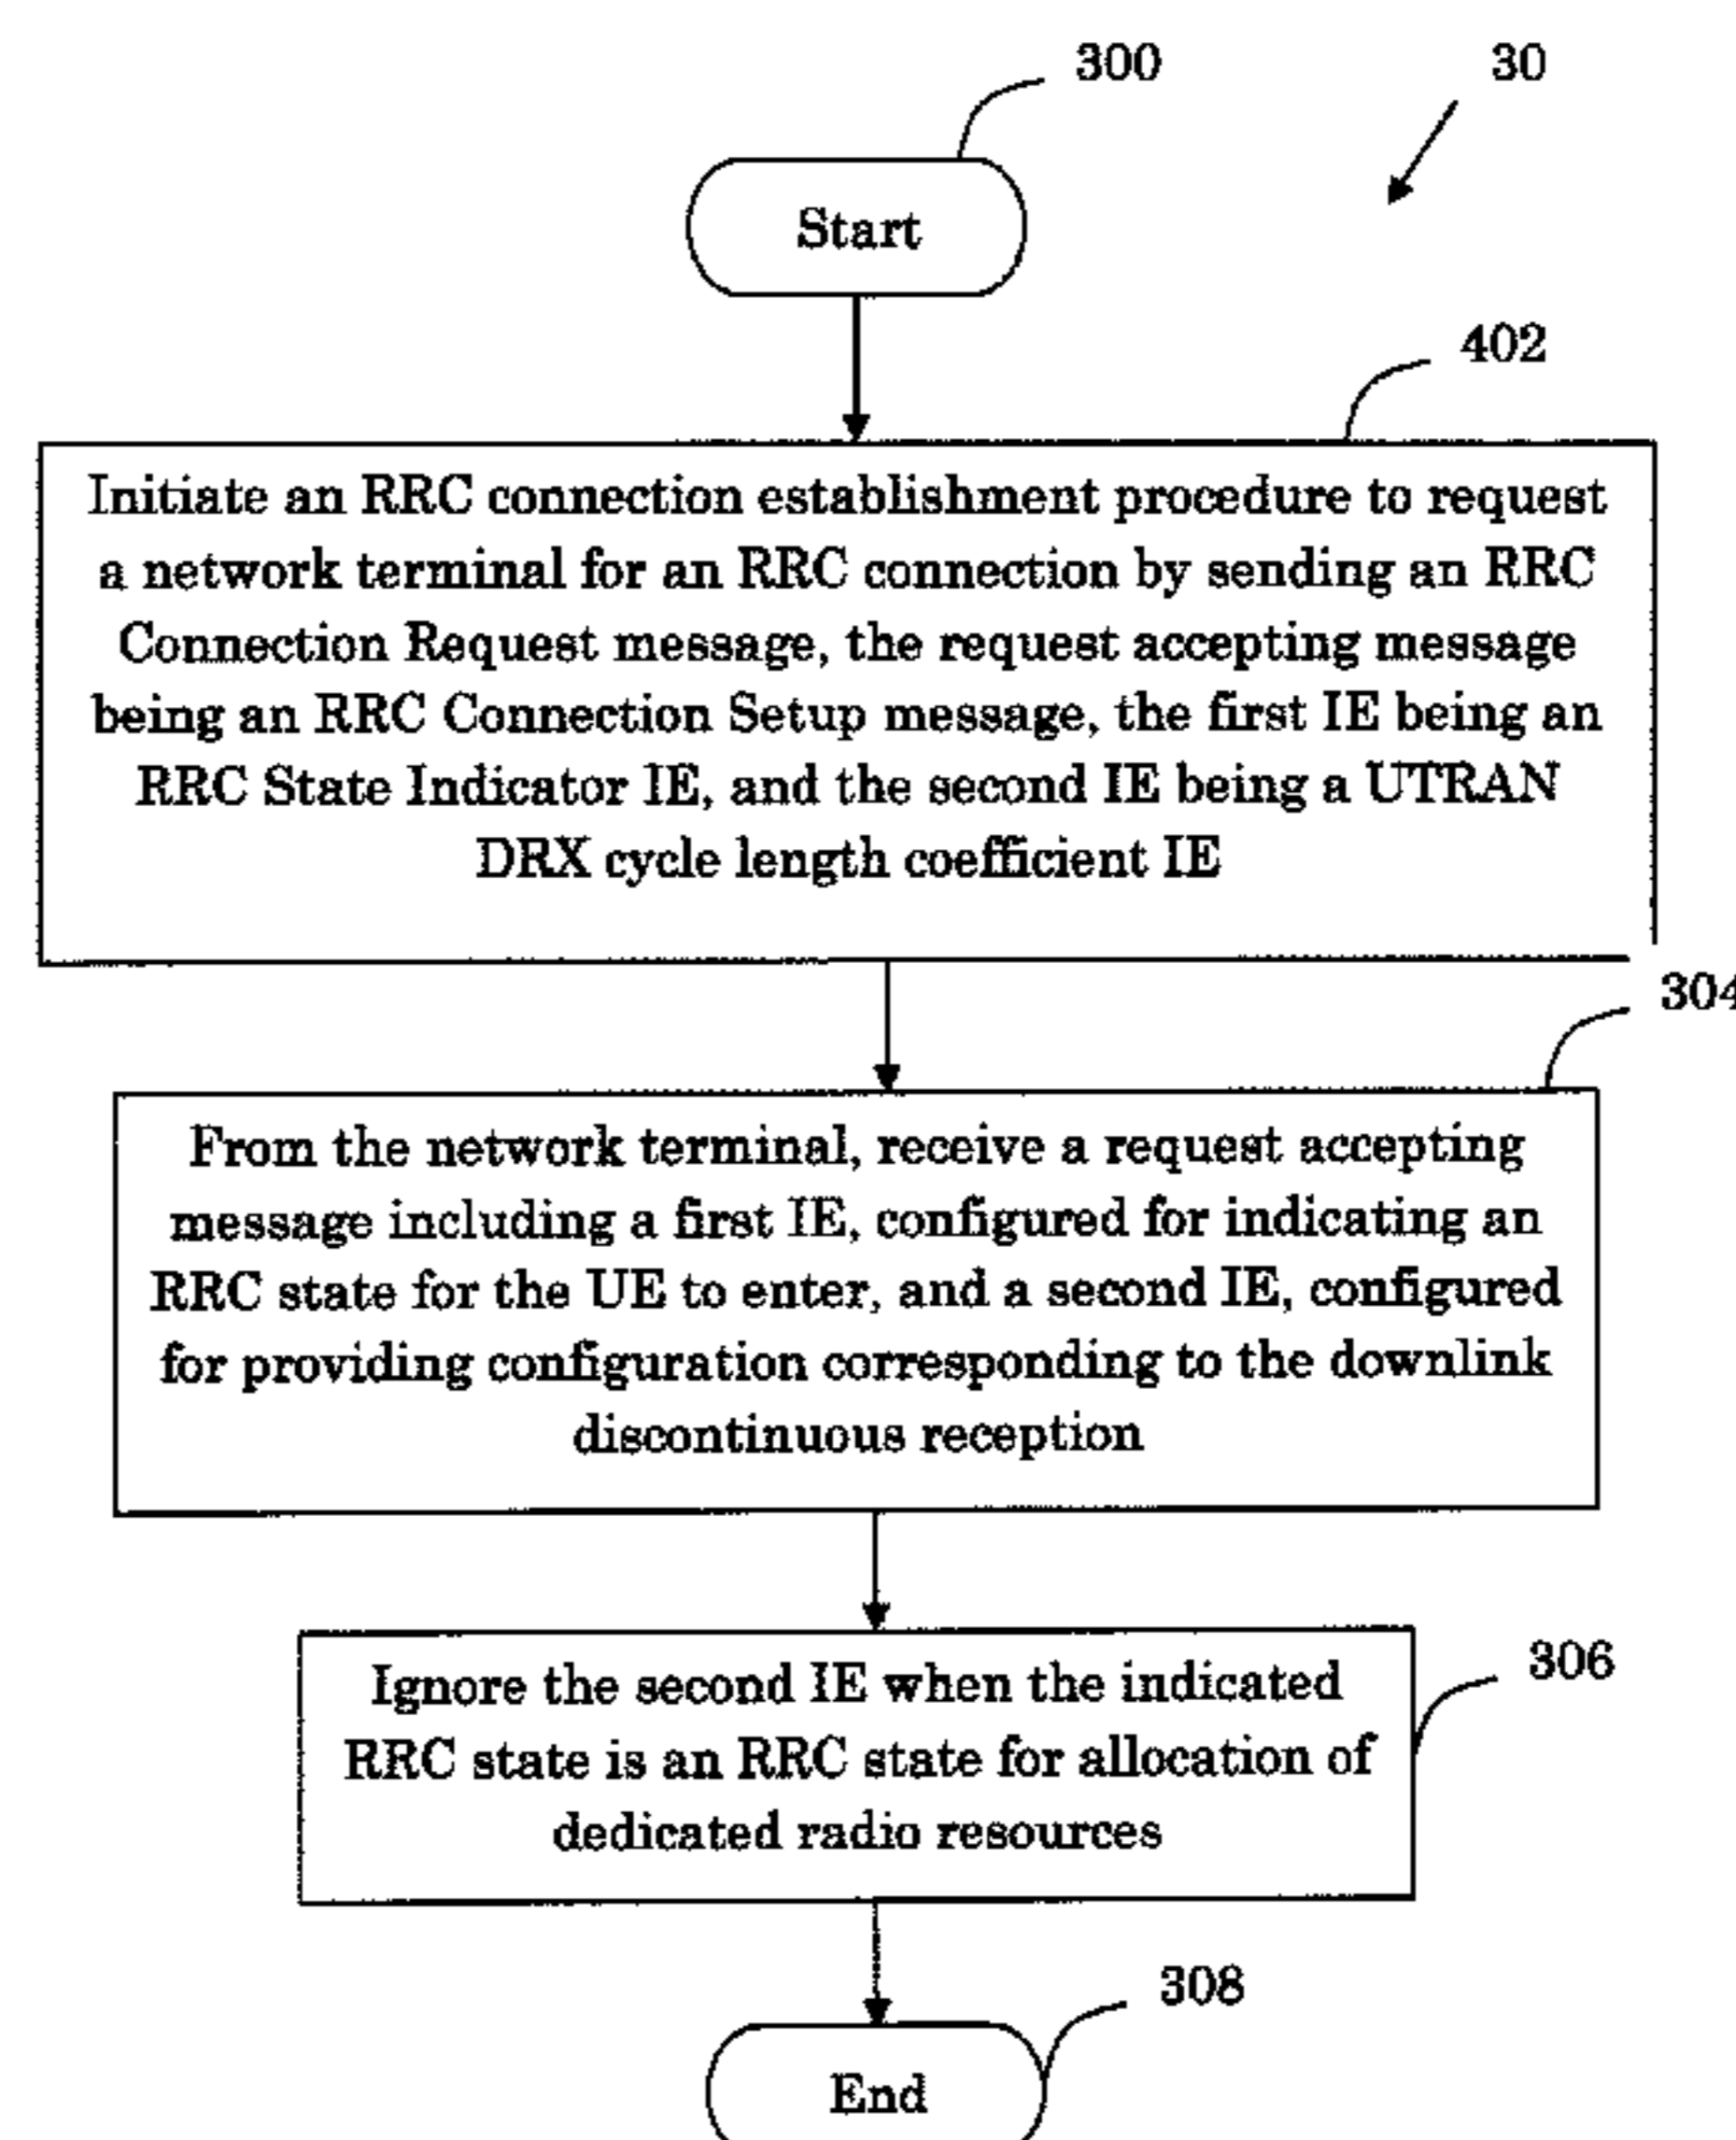 300
30
Start
402
Initiate an RRC connection establishment procedure to request
a network terminal for an RRC connection by sending an RRC
Connection Request message, the request accepting message
being an RRC Connection Setup message, the first IE being an
RRC State Indicator IE, and the second IE being a UTRAN
DRX cycle length coefficient IE
304
From the network terminal, receive a request accepting
message including a first IE, configured for indicating an
RRC state for the UE to enter, and a second IE, configured
for providing configuration corresponding to the downlink
discontinuous reception
306
Ignore the second IE when the indicated
RRC state is an RRC state for allocation of
dedicated radio resources
308
End